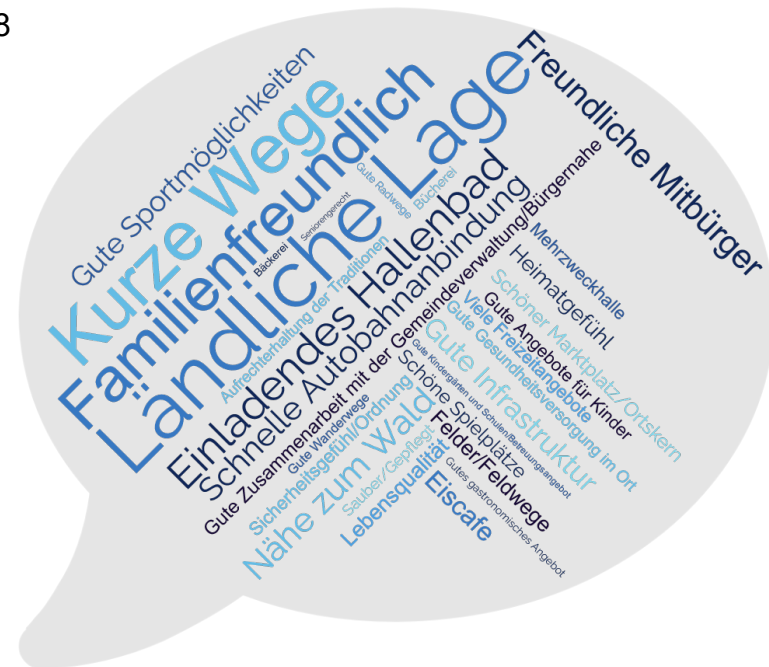 8
Gute Sportmöglichkeiten
Kurze Wege
Familienfreundlich
Ländliche Lage
Bäckerei
Seniorengerecht
Gute Radwege
Bücherei
Aufrechterhaltung der Traditionen
Einladendes Hallenbad
Schnelle Autobahnanbindung
Gute Zusammenarbeit mit der Gemeindeverwaltung/Bürgernahe
Freundliche Mitbürger
Mehrzweckhalle
Heimatgefühl
Schöner Marktplatz/Ortskern
Gute Angebote für Kinder
Viele Freizeitangebote
Gute Gesundheitsversorgung im Ort
Gute Infrastruktur
Gute Kindergärten und Schulen/Betreuungsangebot
Schöne Spielplätze
Gute Wanderwege
Sicherheitsgefühl/Ordnung
Nähe zum Wald
Sauber/Gepflegt
Lebensqualität
Felder/Feldwege
Eiscafe
Gutes gastronomisches Angebot